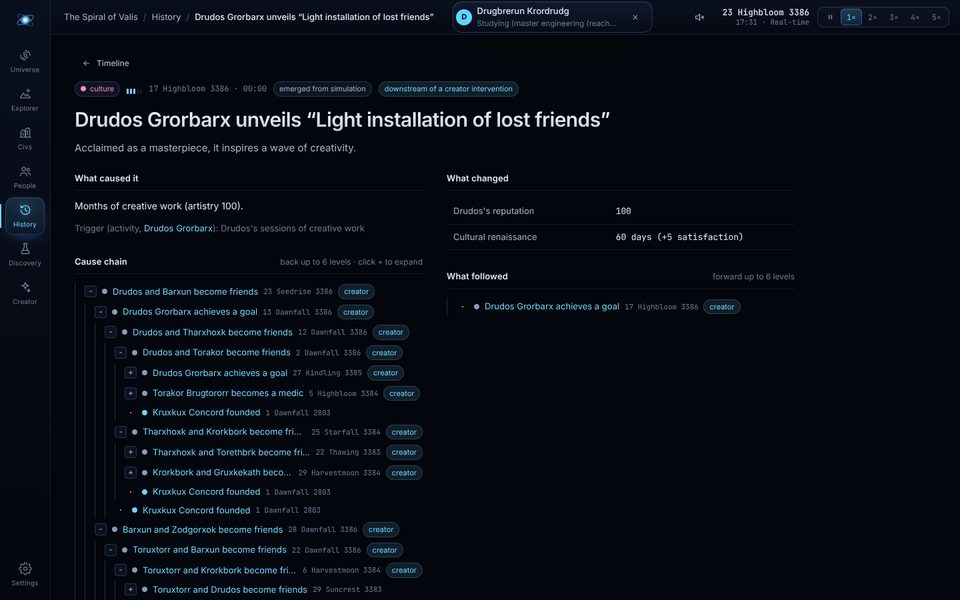 The Spiral of Valis / History / Drudos Grorbarx unveils “Light installation of lost friends”
D Drugbrerun Krordrudg
Studying (master engineering (reach...
23 Highbloom 3386
17:31 · Real-time
1× 2× 3× 4× 5×
Universe
Explorer
Civs
People
History
Discovery
Creator
Settings
← Timeline
culture 17 Highbloom 3386 · 00:00 emerged from simulation downstream of a creator intervention
Drudos Grorbarx unveils “Light installation of lost friends”
Acclaimed as a masterpiece, it inspires a wave of creativity.
What caused it
Months of creative work (artistry 100).
Trigger (activity, Drudos Grorbarx): Drudos's sessions of creative work
Cause chain back up to 6 levels · click + to expand
- Drudos and Barxun become friends 23 Seedrise 3386 creator
- Drudos Grorbarx achieves a goal 13 Dawnfall 3386 creator
- Drudos and Tharxhoxk become friends 12 Dawnfall 3386 creator
- Drudos and Torakor become friends 2 Dawnfall 3386 creator
+ Drudos Grorbarx achieves a goal 27 Kindling 3385 creator
+ Torakor Brugtororr becomes a medic 5 Highbloom 3384 creator
· Kruxkux Concord founded 1 Dawnfall 2803
- Tharxhoxk and Krorkbork become fri... 25 Starfall 3384 creator
+ Tharxhoxk and Torethbrk become fri... 22 Thawing 3383 creator
+ Krorkbork and Gruxkekath beco... 29 Harvestmoon 3384 creator
· Kruxkux Concord founded 1 Dawnfall 2803
· Kruxkux Concord founded 1 Dawnfall 2803
- Barxun and Zodgorxok become friends 28 Dawnfall 3386 creator
- Toruxtorr and Barxun become friends 22 Dawnfall 3386 creator
- Toruxtorr and Krorkbork become fri... 6 Harvestmoon 3384 creator
+ Toruxtorr and Drudos become friends 29 Suncrest 3383
What changed
Drudos's reputation 100
Cultural renaissance 60 days (+5 satisfaction)
What followed forward up to 6 levels
· Drudos Grorbarx achieves a goal 17 Highbloom 3386 creator